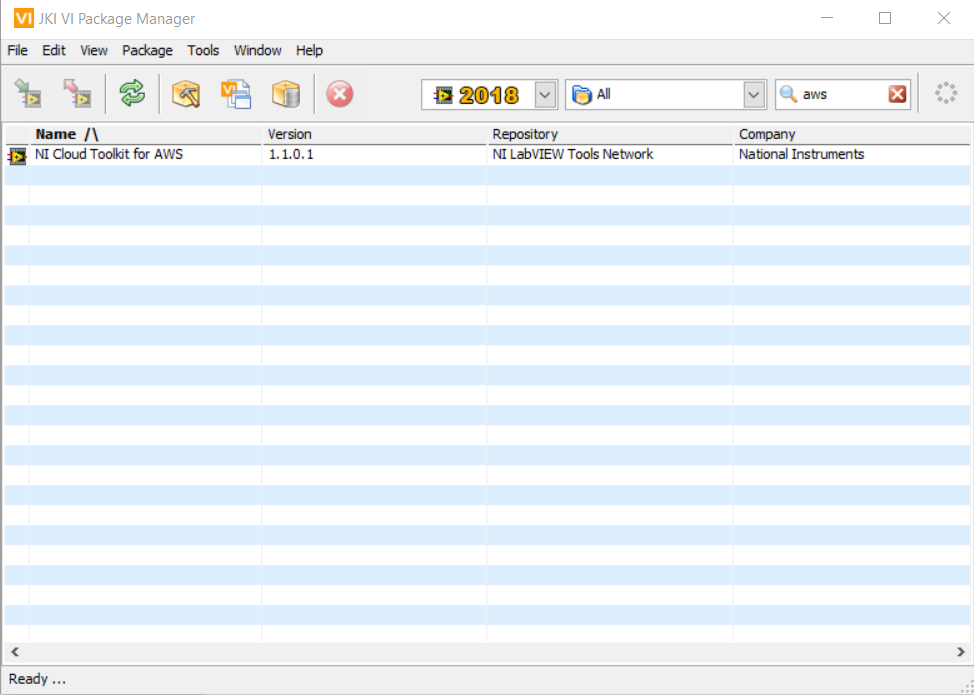 VI JKI VI Package Manager
File Edit View Package Tools Window Help
VI 2018 All aws
Name /\ Version Repository Company
NI Cloud Toolkit for AWS 1.1.0.1 NI LabVIEW Tools Network National Instruments
Ready ...